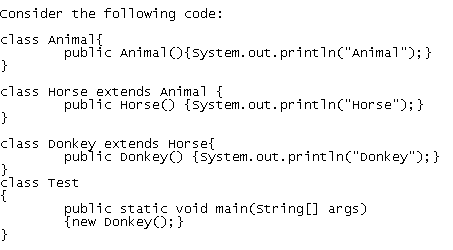 Consider the following code:
class Animal{
public Animal(){System.out.println("Animal");}
}
class Horse extends Animal {
public Horse() {System.out.println("Horse");}
}
class Donkey extends Horse{
public Donkey() {System.out.println("Donkey");}
}
class Test
{
public static void main(String[] args)
{new Donkey();}
}